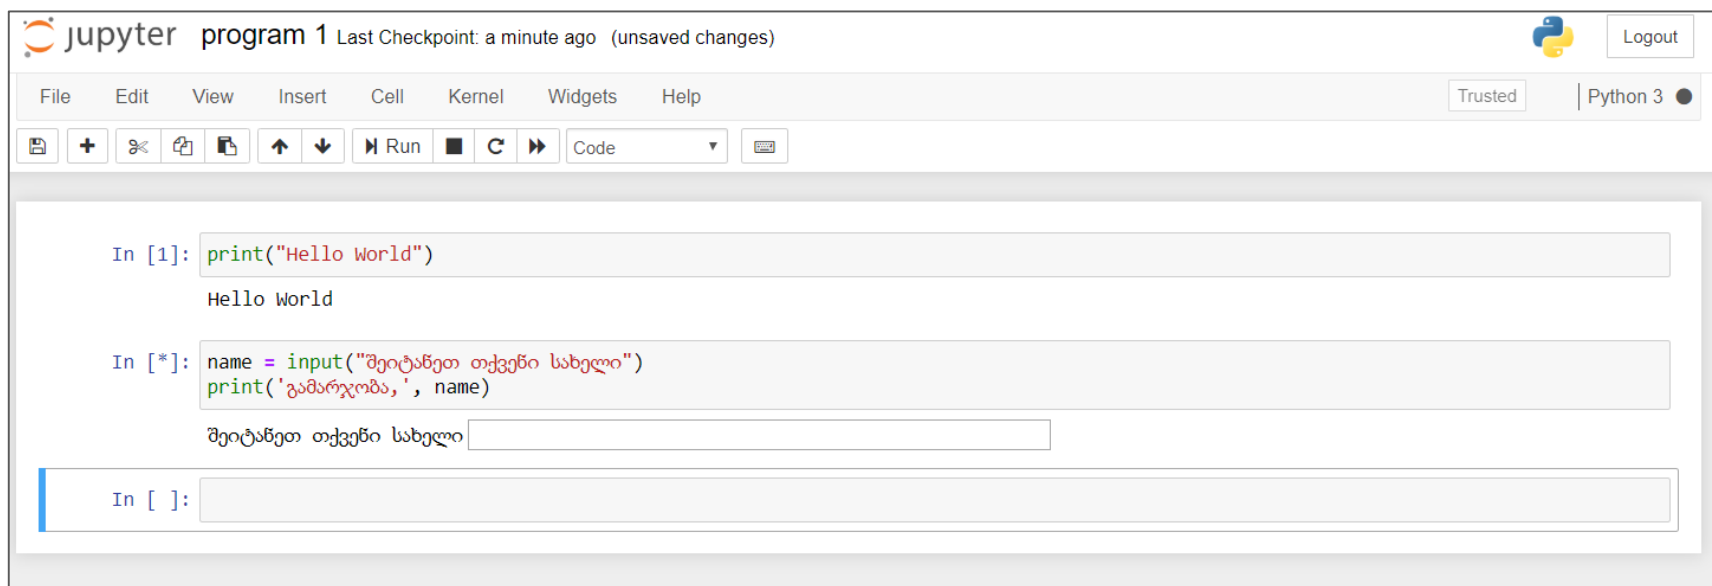 jupyter program 1 Last Checkpoint: a minute ago (unsaved changes) Logout
File Edit View Insert Cell Kernel Widgets Help Trusted Python 3
Run Code
In [1]: print("Hello World")
Hello World
In [*]: name = input("შეიტანეთ თქვენი სახელი")
print('გამარჯობა,', name)
შეიტანეთ თქვენი სახელი
In [ ]: